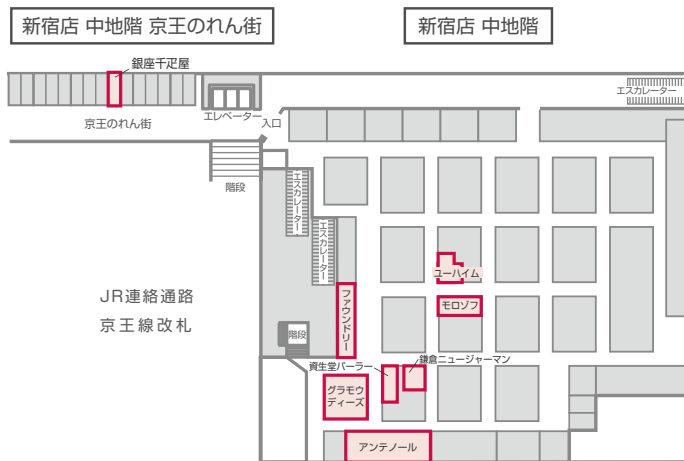 新宿店 中地階 京王のれん街
新宿店 中地階
銀座千疋屋
エスカレーター
エレベーター
京王のれん街
入口
階段
エスカレーター
エスカレーター
ユーハイム
JR連絡通路
京王線改札
ファウンドリー
モロゾフ
階段
資生堂パーラー
鎌倉ニュージャーマン
グラモウ
ディーズ
アンテノール